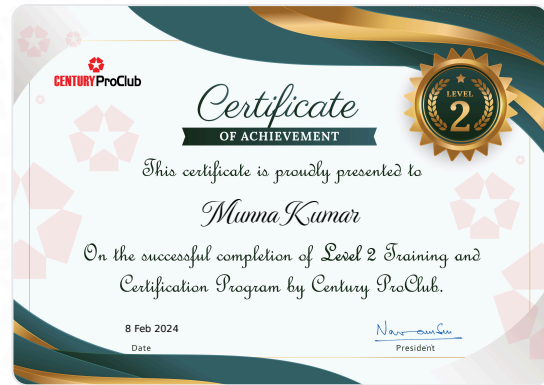 CENTURY ProClub
Certificate
OF ACHIEVEMENT
LEVEL
2
This certificate is proudly presented to
Munna Kumar
On the successful completion of Level 2 Training and
Certification Program by Century ProClub.
8 Feb 2024
Date
President